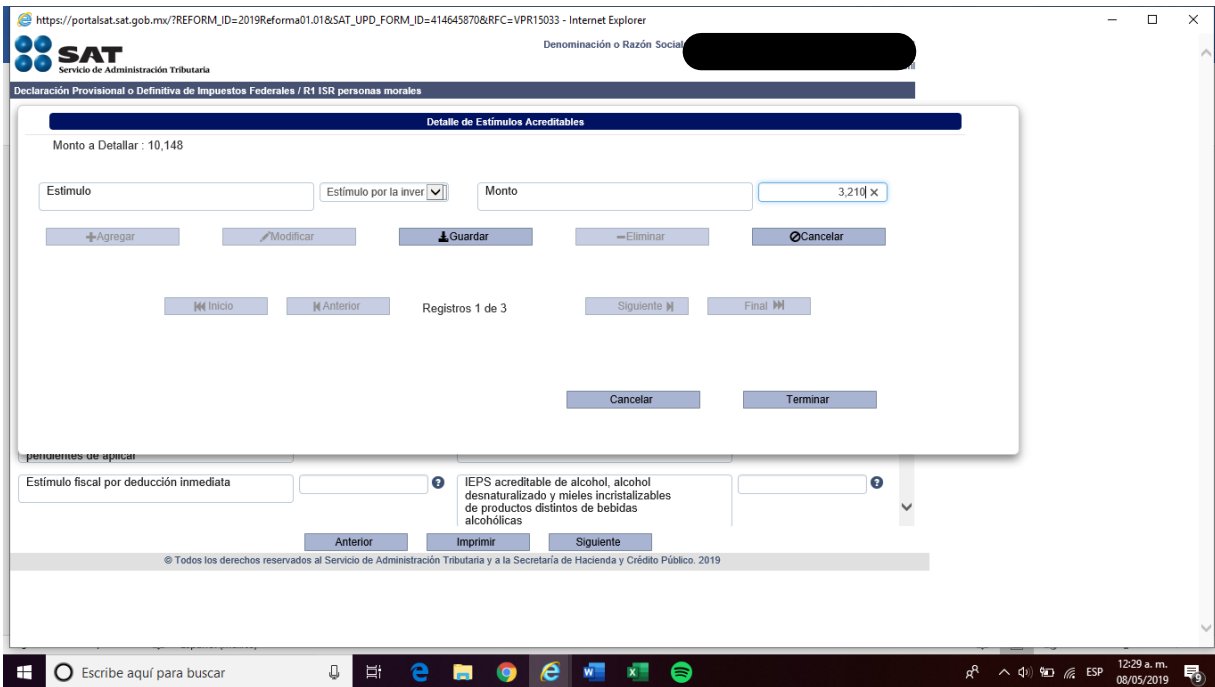 https://portalsat.sat.gob.mx/?REFORM_ID=2019Reforma01.01&SAT_UPD_FORM_ID=414645870&RFC=VPR15033 - Internet Explorer
SAT
Servicio de Administración Tributaria
Denominación o Razón Social
Declaración Provisional o Definitiva de Impuestos Federales / R1 ISR personas morales
Detalle de Estímulos Acreditables
Monto a Detallar : 10,148
Estimulo
Estímulo por la inver
Monto
3,210
Agregar
Modificar
Guardar
Eliminar
Cancelar
Inicio
Anterior
Registros 1 de 3
Siguiente
Final
Cancelar
Terminar
pendientes de aplicar
Estímulo fiscal por deducción inmediata
IEPS acreditable de alcohol, alcohol
desnaturalizado y mieles incristalizables
de productos distintos de bebidas
alcohólicas
Anterior
Imprimir
Siguiente
© Todos los derechos reservados al Servicio de Administración Tributaria y a la Secretaría de Hacienda y Crédito Público. 2019
Escribe aquí para buscar
ESP
12:29 a. m.
08/05/2019